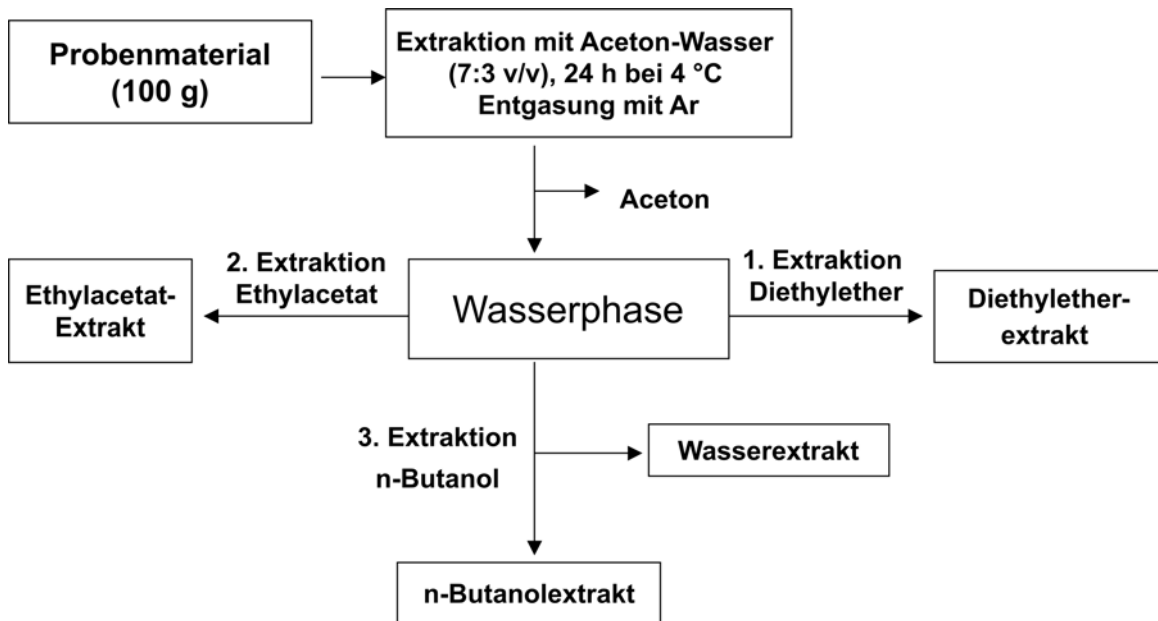 Probenmaterial
(100 g)
Extraktion mit Aceton-Wasser
(7:3 v/v), 24 h bei 4 °C
Entgasung mit Ar
Aceton
2. Extraktion
Ethylacetat
1. Extraktion
Diethylether
Ethylacetat-
Extrakt
Wasserphase
Diethylether-
extrakt
3. Extraktion
n-Butanol
Wasserextrakt
n-Butanolextrakt